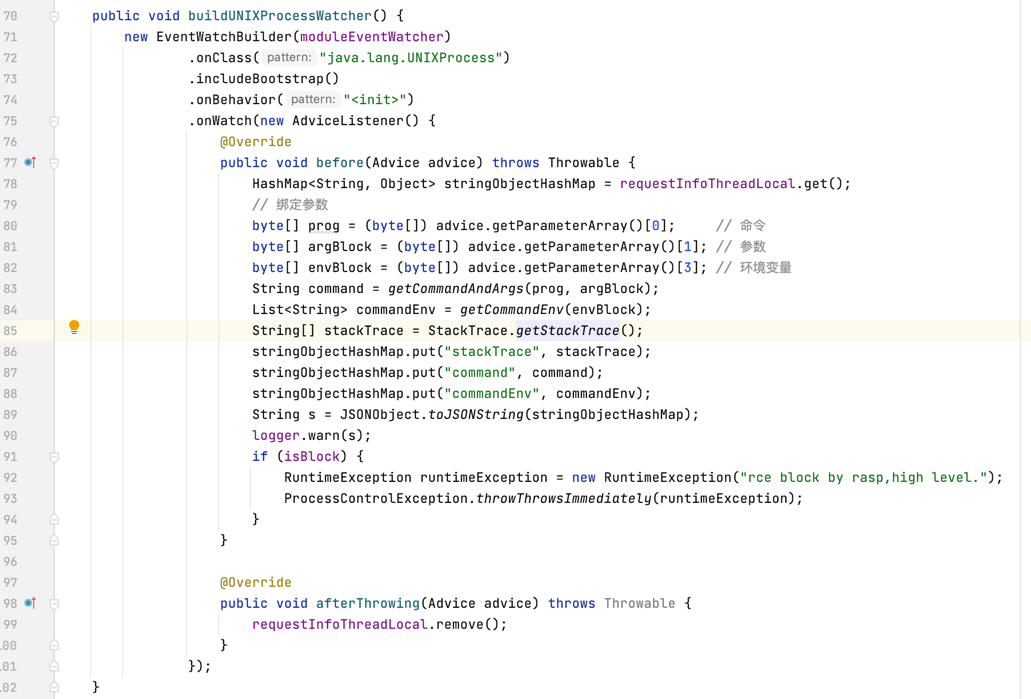 70 public void buildUNIXProcessWatcher() {
71 new EventWatchBuilder(moduleEventWatcher)
72 .onClass( pattern: "java.lang.UNIXProcess")
73 .includeBootstrap()
74 .onBehavior( pattern: "<init>")
75 .onWatch(new AdviceListener() {
76 @Override
77 public void before(Advice advice) throws Throwable {
78 HashMap<String, Object> stringObjectHashMap = requestInfoThreadLocal.get();
79 // 绑定参数
80 byte[] prog = (byte[]) advice.getParameterArray()[0]; // 命令
81 byte[] argBlock = (byte[]) advice.getParameterArray()[1]; // 参数
82 byte[] envBlock = (byte[]) advice.getParameterArray()[3]; // 环境变量
83 String command = getCommandAndArgs(prog, argBlock);
84 List<String> commandEnv = getCommandEnv(envBlock);
85 String[] stackTrace = StackTrace.getStackTrace();
86 stringObjectHashMap.put("stackTrace", stackTrace);
87 stringObjectHashMap.put("command", command);
88 stringObjectHashMap.put("commandEnv", commandEnv);
89 String s = JSONObject.toJSONString(stringObjectHashMap);
90 logger.warn(s);
91 if (isBlock) {
92 RuntimeException runtimeException = new RuntimeException("rce block by rasp,high level.");
93 ProcessControlException.throwThrowsImmediately(runtimeException);
94 }
95 }
96
97 @Override
98 public void afterThrowing(Advice advice) throws Throwable {
99 requestInfoThreadLocal.remove();
00 }
01 });
02 }